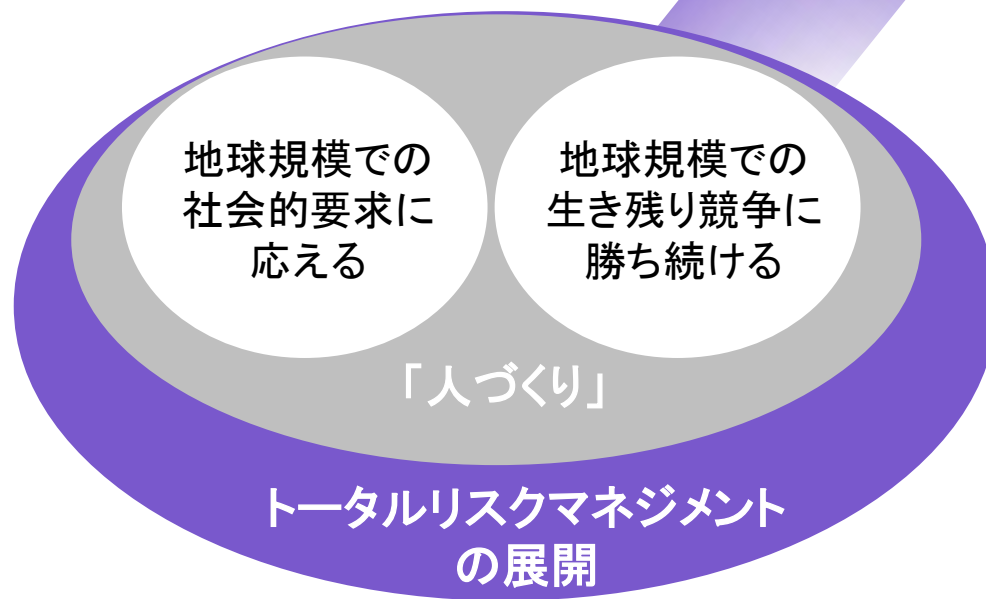 地球規模での
社会的要求に
応える
地球規模での
生き残り競争に
勝ち続ける
「人づくり」
トータルリスクマネジメント
の展開